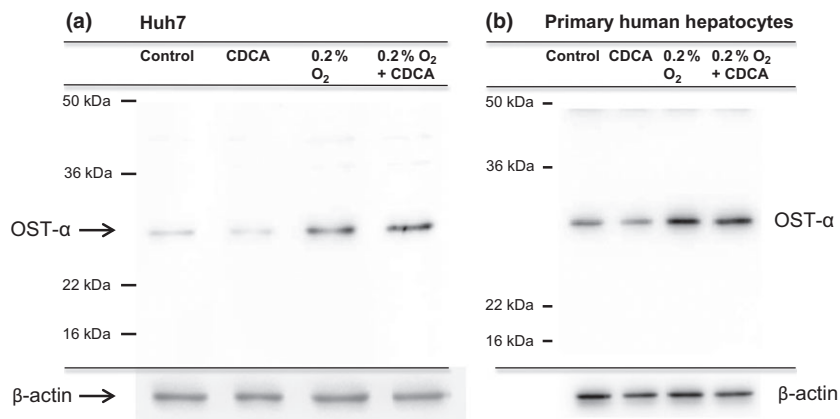 (a) Huh7
Control CDCA 0.2 % O₂ 0.2 % O₂ + CDCA
50 kDa
36 kDa
OST-α
22 kDa
16 kDa
β-actin
(b) Primary human hepatocytes
Control CDCA 0.2 % O₂ 0.2 % O₂ + CDCA
50 kDa
36 kDa
OST-α
22 kDa
16 kDa
β-actin